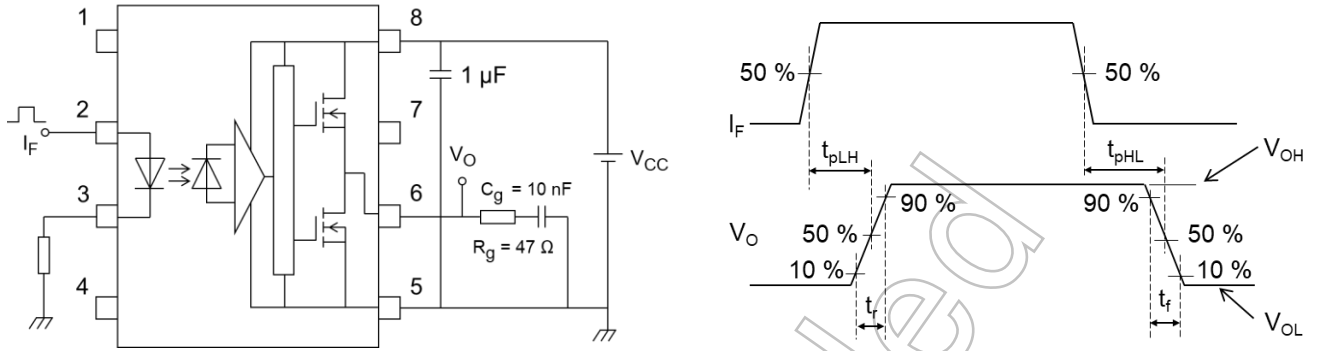 1
8
1 µF
2
I_F
7
V_O
V_CC
3
6
C_g = 10 nF
R_g = 47 Ω
4
5
50 %
50 %
I_F
t_pLH
t_pHL
V_OH
90 %
90 %
V_O
50 %
50 %
10 %
10 %
t_r
t_f
V_OL